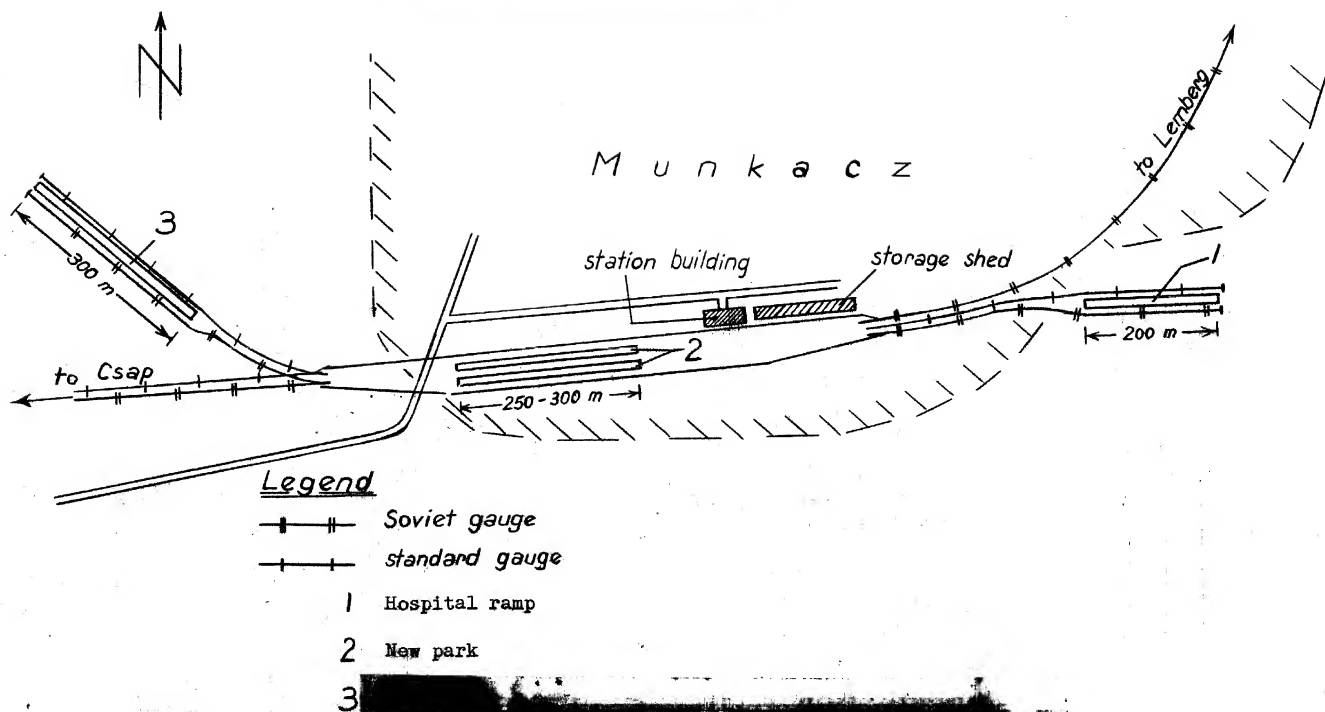 N
Munkacz
to Lemberg
3
300 m
station building
storage shed
1
200 m
2
to Csap
250-300 m
Legend
Soviet gauge
standard gauge
1 Hospital ramp
2 New park
3